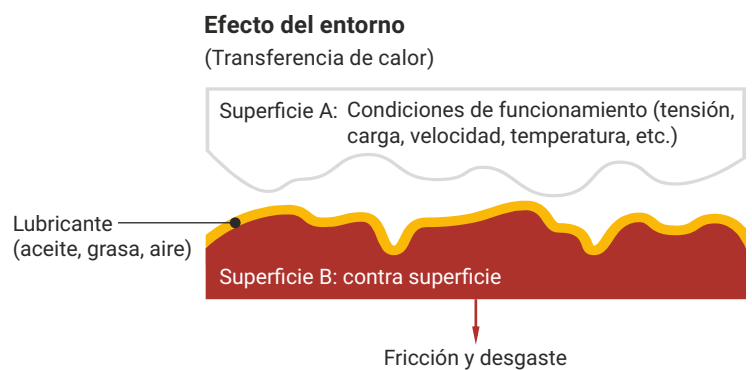 Efecto del entorno
(Transferencia de calor)
Superficie A: Condiciones de funcionamiento (tensión,
carga, velocidad, temperatura, etc.)
Lubricante
(aceite, grasa, aire)
Superficie B: contra superficie
Fricción y desgaste